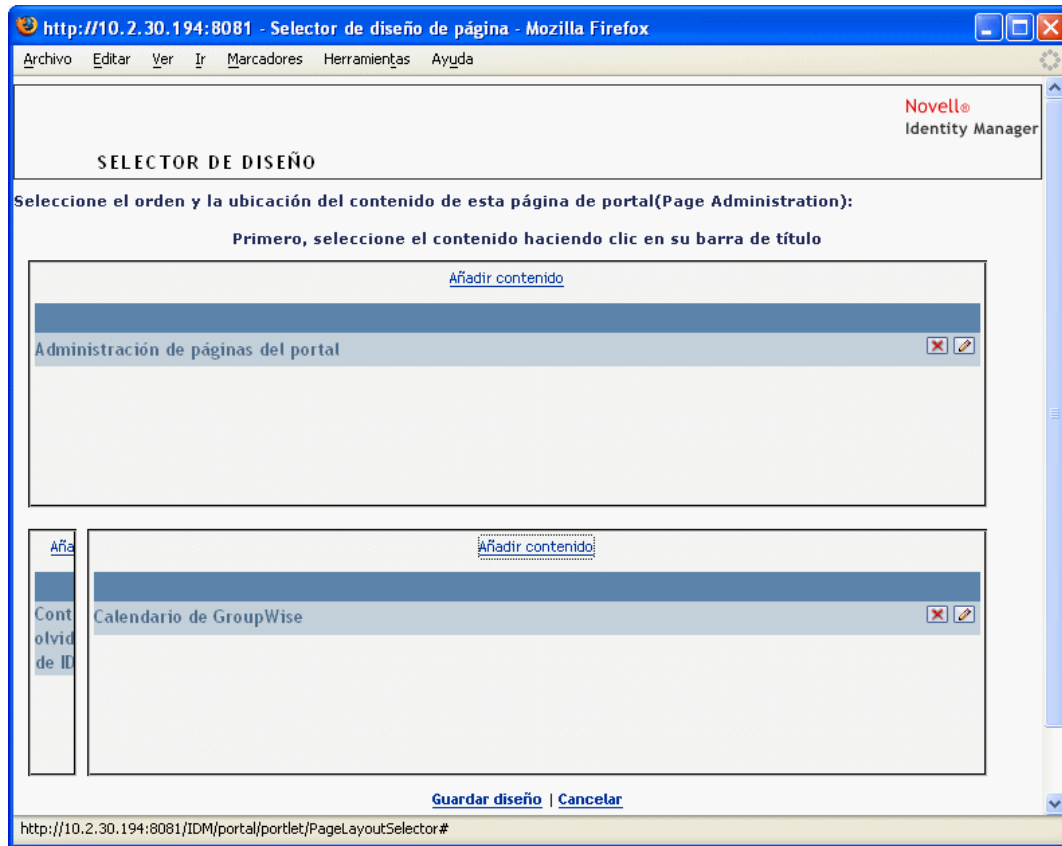 http://10.2.30.194:8081 - Selector de diseño de página - Mozilla Firefox
Archivo Editar Ver Ir Marcadores Herramientas Ayuda
Novell®
Identity Manager
SELECTOR DE DISEÑO
Seleccione el orden y la ubicación del contenido de esta página de portal(Page Administration):
Primero, seleccione el contenido haciendo clic en su barra de título
Añadir contenido
Administración de páginas del portal
Aña
Cont
olvid
de ID
Añadir contenido
Calendario de GroupWise
Guardar diseño | Cancelar
http://10.2.30.194:8081/IDM/portal/portlet/PageLayoutSelector#